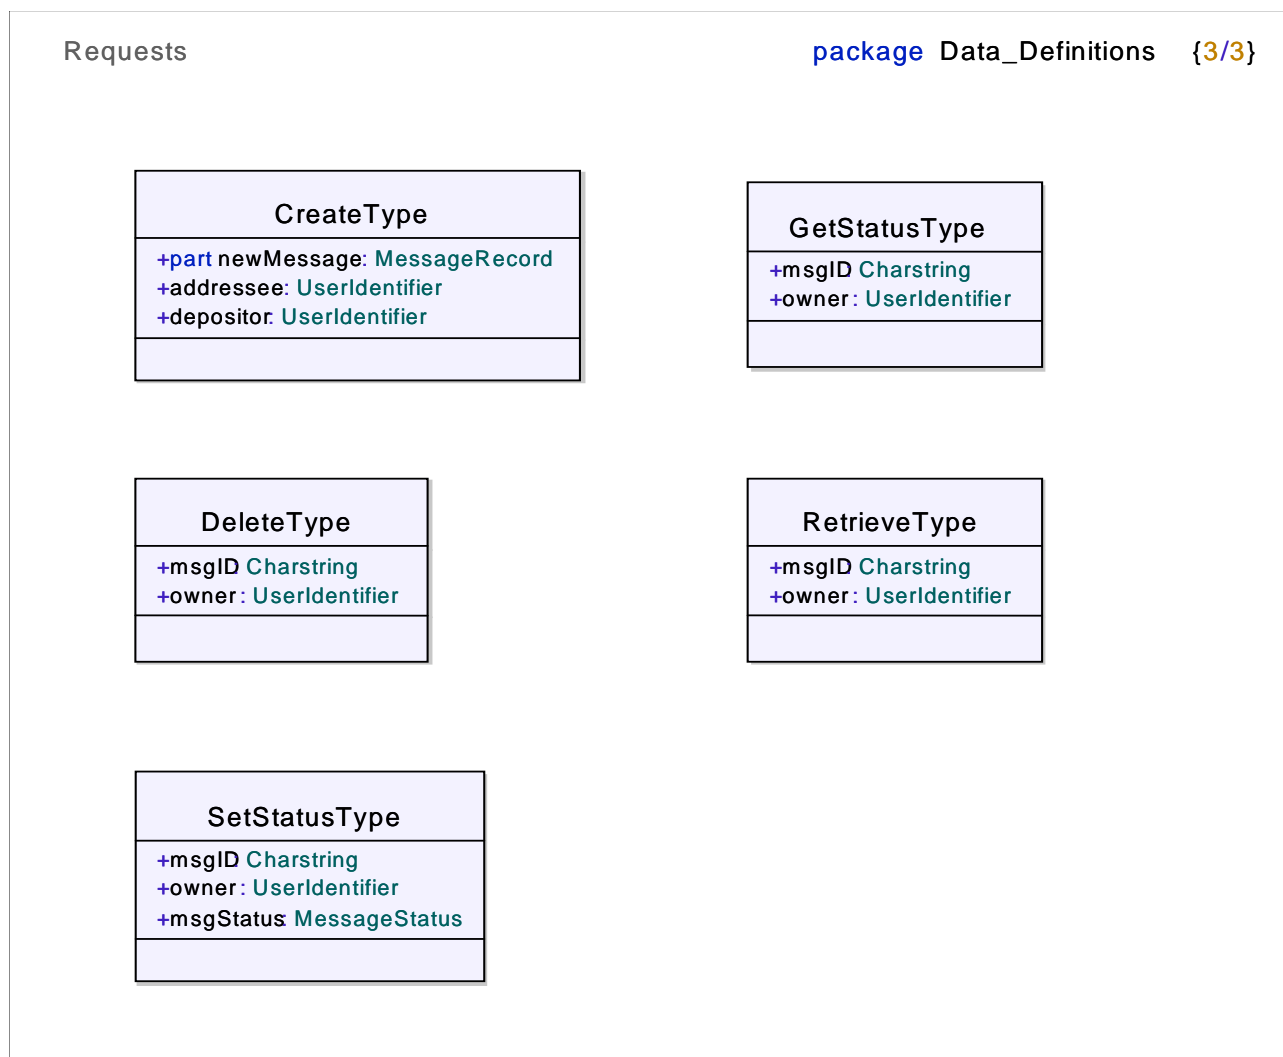 Requests
package Data_Definitions {3/3}
CreateType
+part newMessage: MessageRecord
+addressee: UserIdentifier
+depositor: UserIdentifier
GetStatusType
+msgID: Charstring
+owner: UserIdentifier
DeleteType
+msgID: Charstring
+owner: UserIdentifier
RetrieveType
+msgID: Charstring
+owner: UserIdentifier
SetStatusType
+msgID: Charstring
+owner: UserIdentifier
+msgStatus: MessageStatus